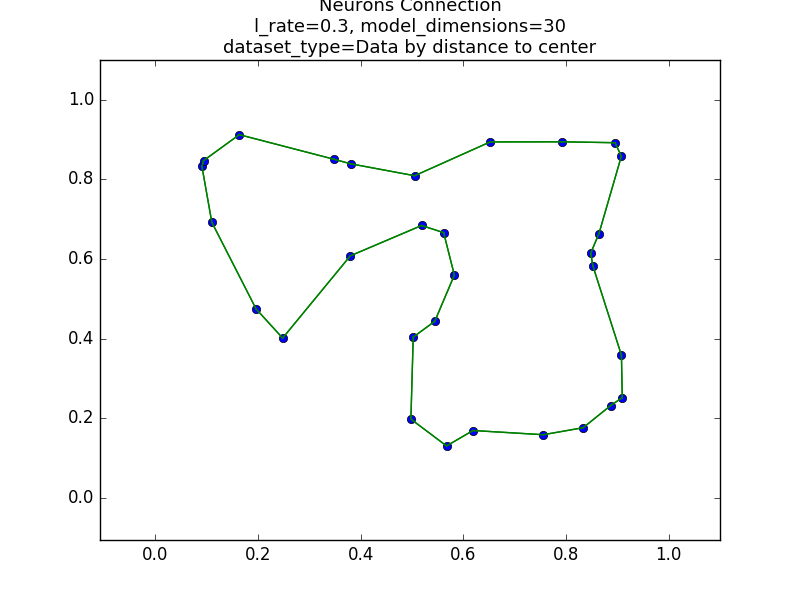 Neurons Connection
l_rate=0.3, model_dimensions=30
dataset_type=Data by distance to center
1.0
0.8
0.6
0.4
0.2
0.0
0.0 0.2 0.4 0.6 0.8 1.0